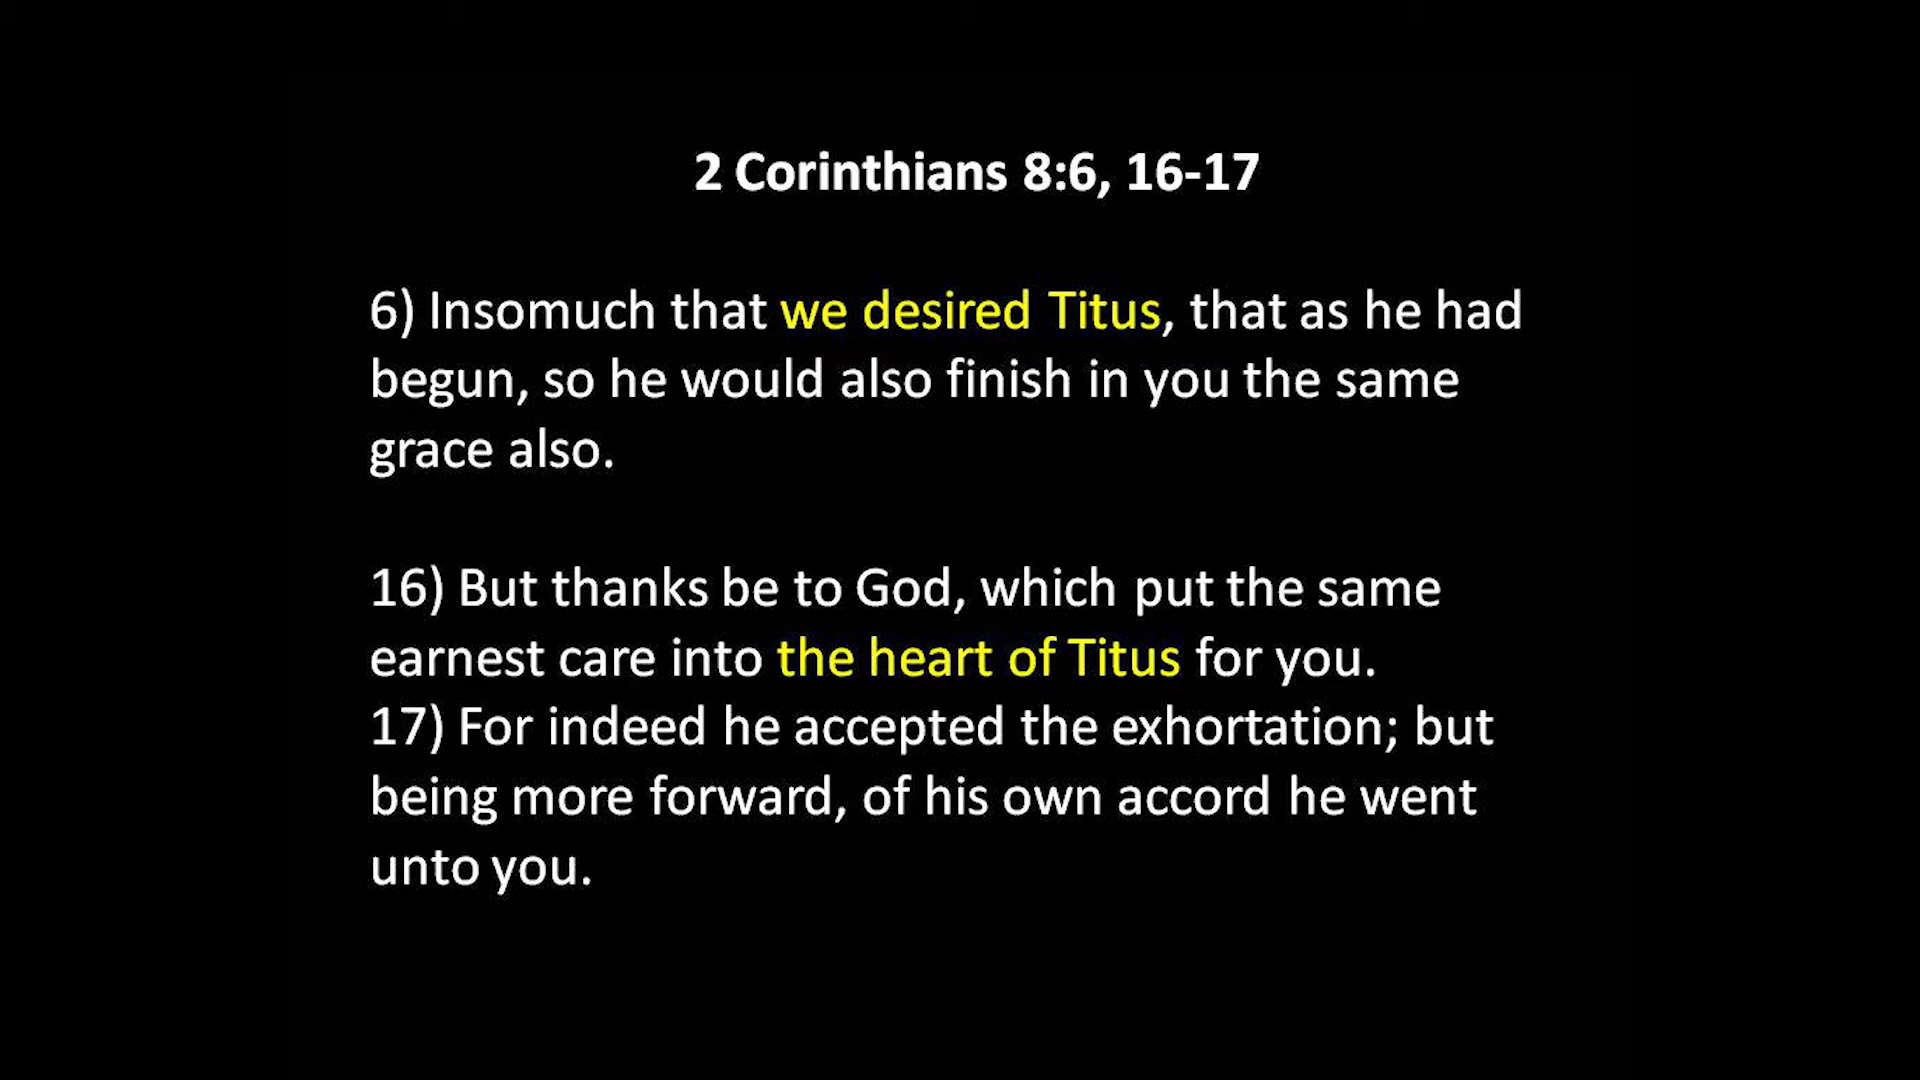 2 Corinthians 8:6, 16-17
6) Insomuch that we desired Titus, that as he had
begun, so he would also finish in you the same
grace also.
16) But thanks be to God, which put the same
earnest care into the heart of Titus for you.
17) For indeed he accepted the exhortation; but
being more forward, of his own accord he went
unto you.